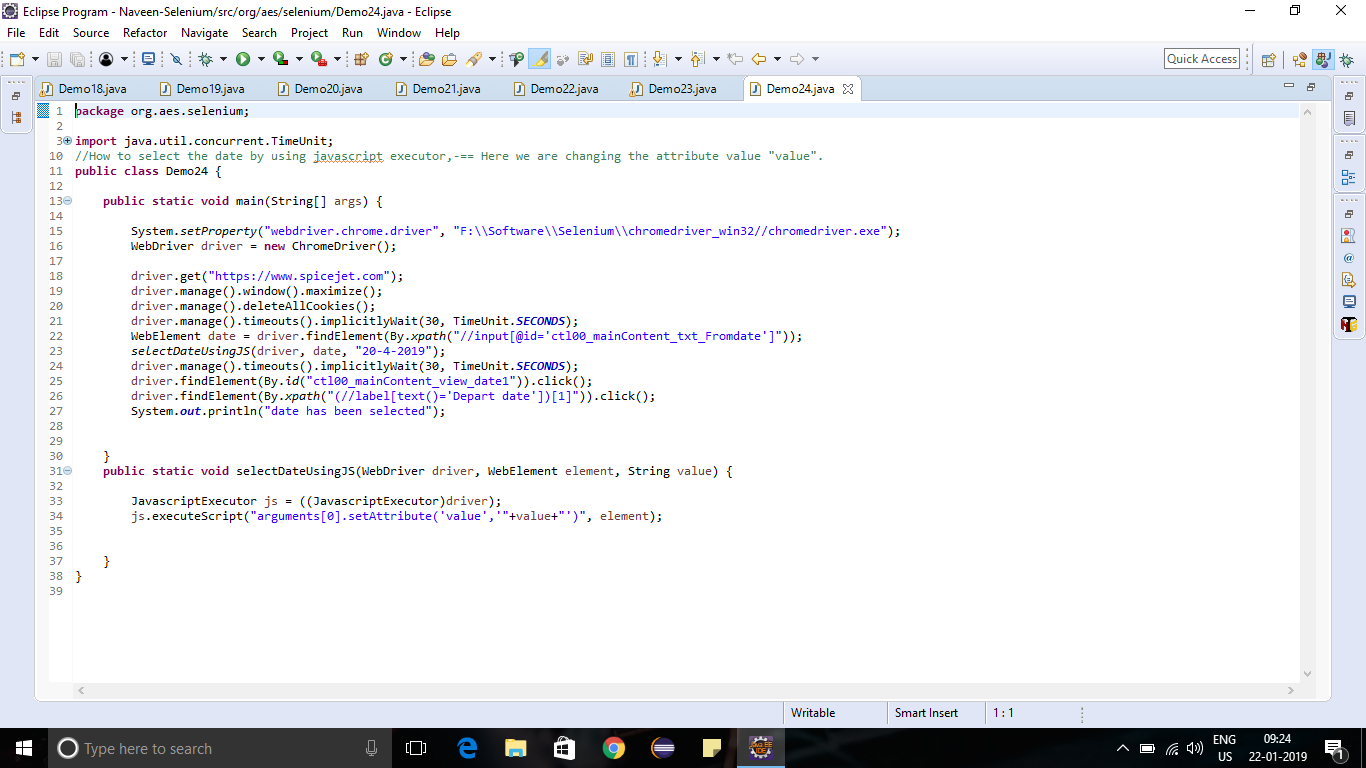 Eclipse Program - Naveen-Selenium/src/org/aes/selenium/Demo24.java - Eclipse
File Edit Source Refactor Navigate Search Project Run Window Help
Quick Access
Demo18.java Demo19.java Demo20.java Demo21.java Demo22.java Demo23.java Demo24.java
1 package org.aes.selenium;
2
3 import java.util.concurrent.TimeUnit;
10 //How to select the date by using javascript executor,-== Here we are changing the attribute value "value".
11 public class Demo24 {
12
13 public static void main(String[] args) {
14
15 System.setProperty("webdriver.chrome.driver", "F:\\Software\\Selenium\\chromedriver_win32//chromedriver.exe");
16 WebDriver driver = new ChromeDriver();
17
18 driver.get("https://www.spicejet.com");
19 driver.manage().window().maximize();
20 driver.manage().deleteAllCookies();
21 driver.manage().timeouts().implicitlyWait(30, TimeUnit.SECONDS);
22 WebElement date = driver.findElement(By.xpath("//input[@id='ctl00_mainContent_txt_Fromdate']"));
23 selectDateUsingJS(driver, date, "20-4-2019");
24 driver.manage().timeouts().implicitlyWait(30, TimeUnit.SECONDS);
25 driver.findElement(By.id("ctl00_mainContent_view_date1")).click();
26 driver.findElement(By.xpath("(//label[text()='Depart date'])[1]")).click();
27 System.out.println("date has been selected");
28
29
30 }
31 public static void selectDateUsingJS(WebDriver driver, WebElement element, String value) {
32
33 JavascriptExecutor js = ((JavascriptExecutor)driver);
34 js.executeScript("arguments[0].setAttribute('value','"+value+"')", element);
35
36
37 }
38 }
39
Writable Smart Insert 1 : 1
Type here to search
ENG
US
09:24
22-01-2019
1